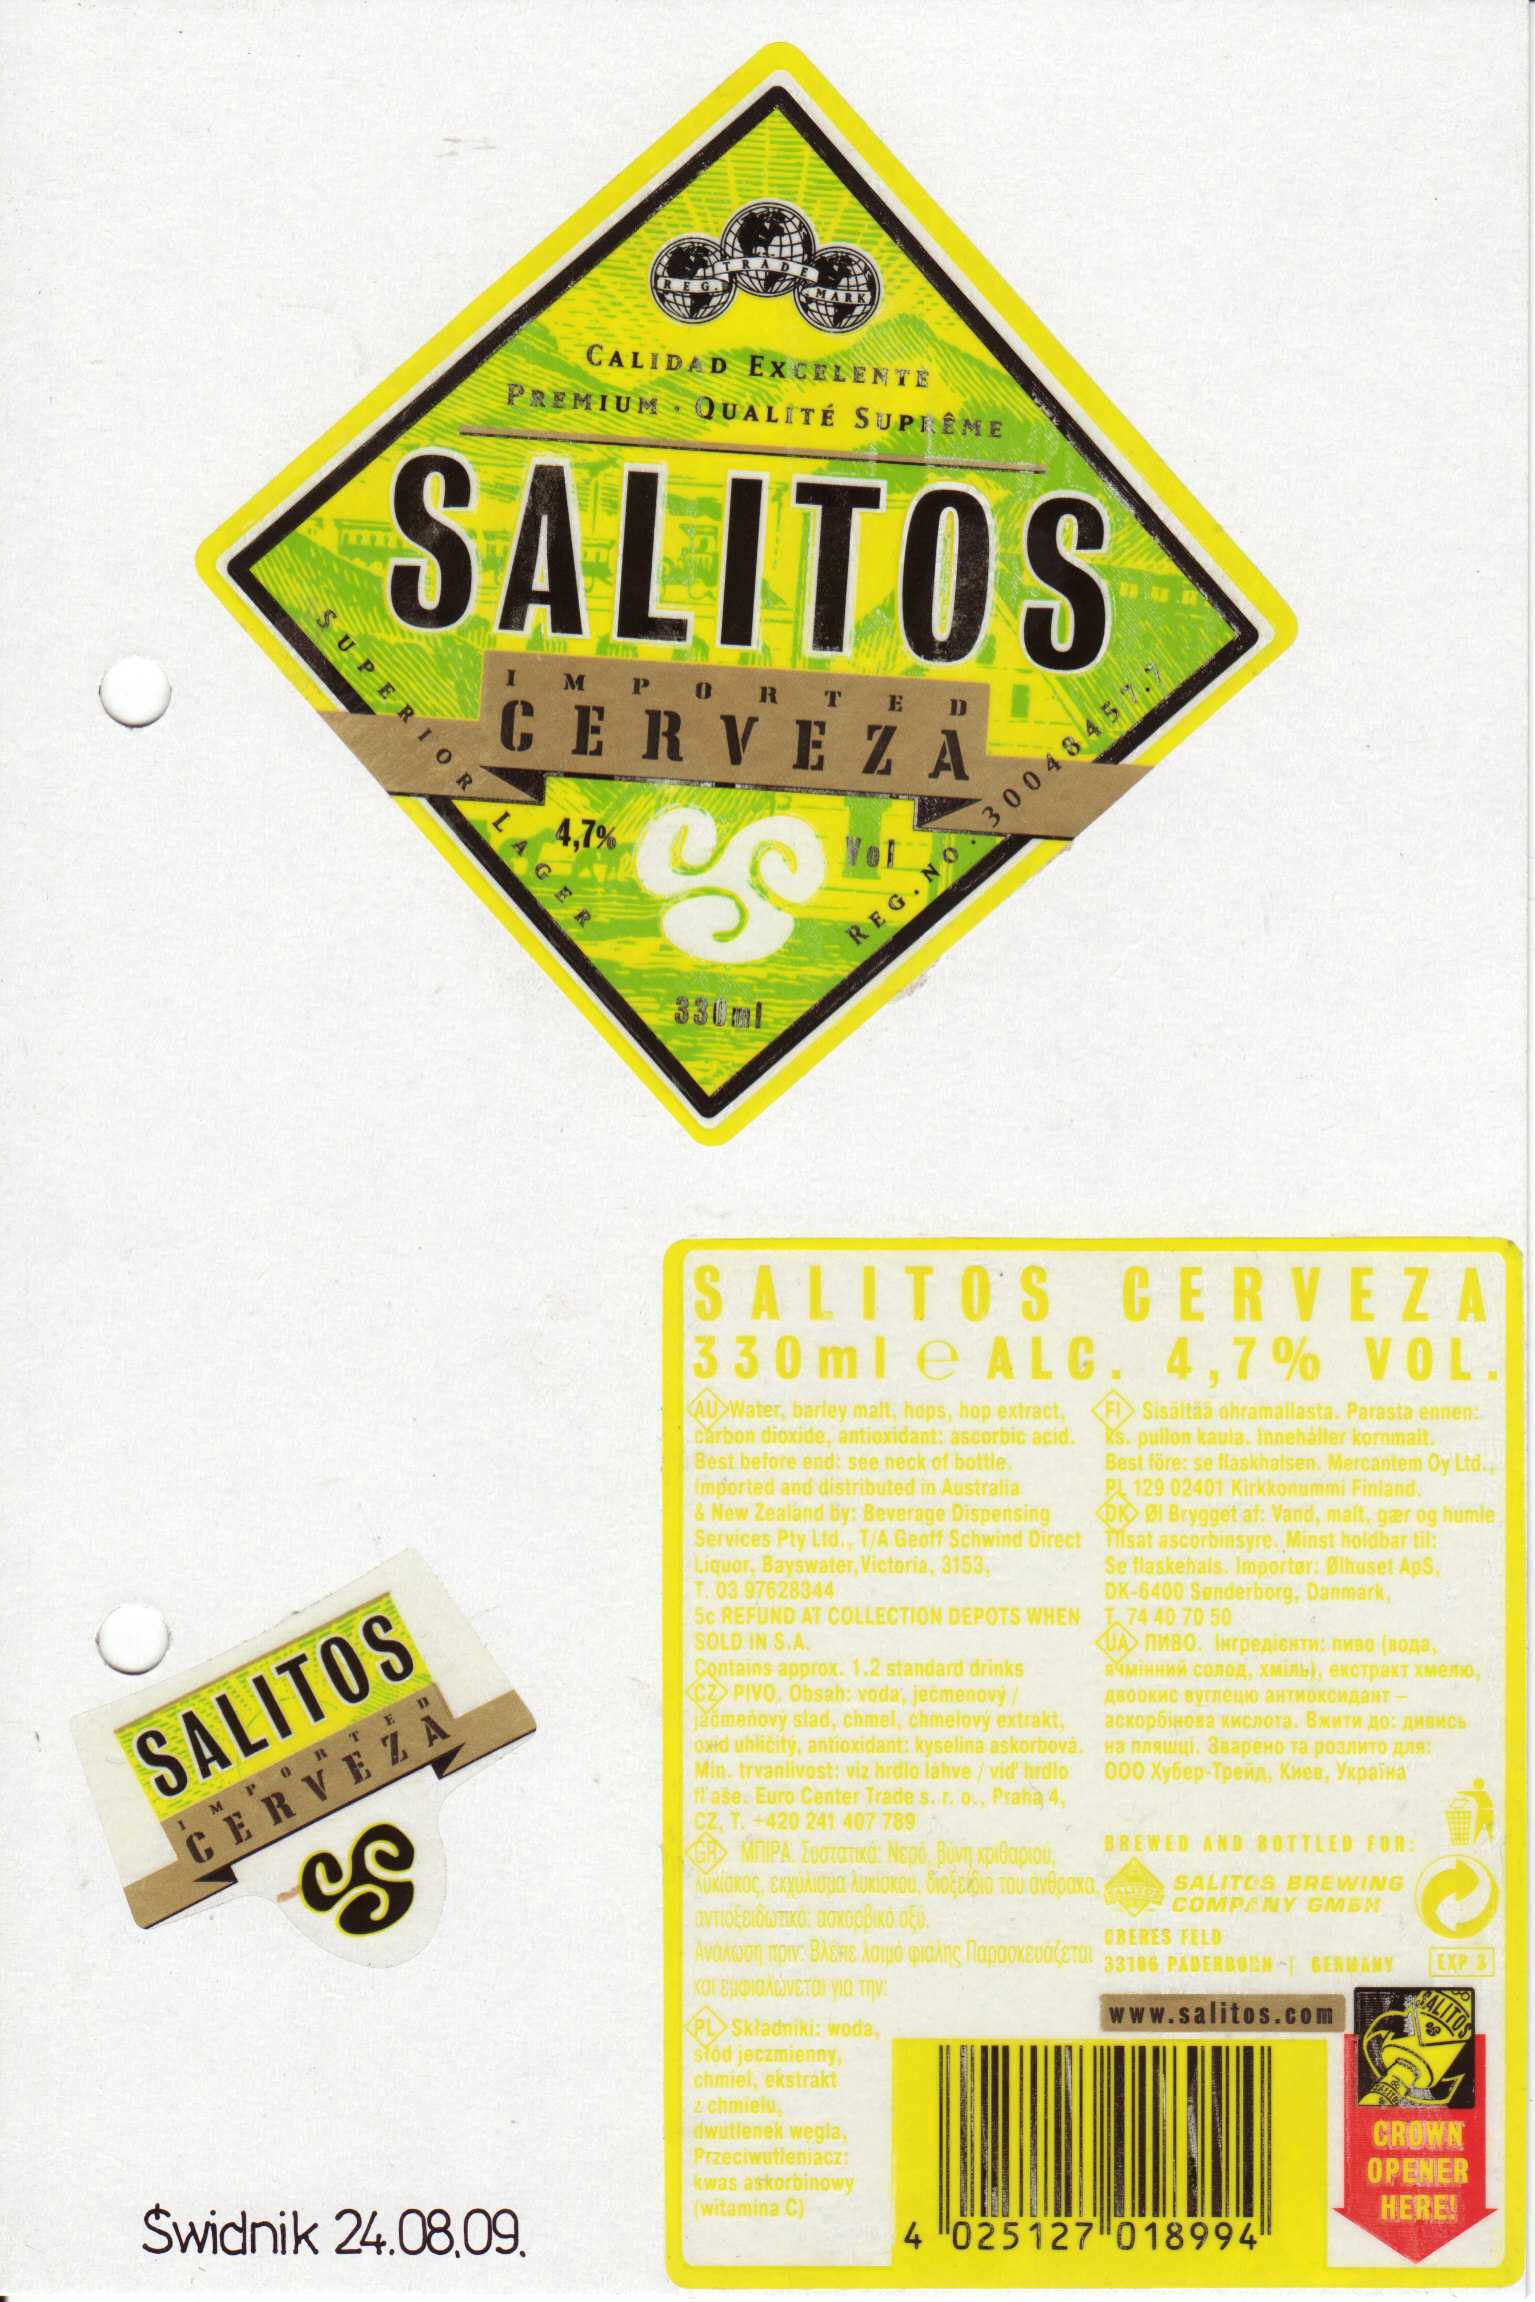 REG. TRADE MARK
CALIDAD EXCELENTE
PREMIUM · QUALITÉ SUPRÊME
SALITOS
IMPORTED
CERVEZA
SUPERIOR LAGER
REG. NO. 30048457.7
4,7% Vol
330ml
SALITOS CERVEZA
330ml ℮ ALC. 4,7% VOL.
AU Water, barley malt, hops, hop extract,
carbon dioxide, antioxidant: ascorbic acid.
Best before end: see neck of bottle.
Imported and distributed in Australia
& New Zealand by: Beverage Dispensing
Services Pty Ltd., T/A Geoff Schwind Direct
Liquor, Bayswater,Victoria, 3153,
T. 03 97628344
5c REFUND AT COLLECTION DEPOTS WHEN
SOLD IN S.A.
Contains approx. 1.2 standard drinks
CZ PIVO. Obsah: voda, ječmenový /
jačmeňový slad, chmel, chmelový extrakt,
oxid uhličitý, antioxidant: kyselina askorbová.
Min. trvanlivost: viz hrdlo láhve / viď hrdlo
fľaše. Euro Center Trade s. r. o., Praha 4,
CZ, T. +420 241 407 789
GR ΜΠΙΡΑ. Συστατικά: Νερό, βύνη κριθαριού,
λυκίσκος, εκχύλισμα λυκίσκου, διοξείδιο του άνθρακα,
αντιοξειδωτικό: ασκορβικό οξύ.
Ανάλωση πριν: Βλέπε λαιμό φιάλης Παρασκευάζεται
και εμφιαλώνεται για την:
PL Składniki: woda,
słód jeczmienny,
chmiel, ekstrakt
z chmielu,
dwutlenek węgla,
Przeciwutleniacz:
kwas askorbinowy
(witamina C)
FI Sisältää ohramallasta. Parasta ennen:
ks. pullon kaula. Innehåller kornmalt.
Best före: se flaskhalsen. Mercantem Oy Ltd.,
PL 129 02401 Kirkkonummi Finland.
DK Øl Brygget af: Vand, malt, gær og humle
Tilsat ascorbinsyre. Minst holdbar til:
Se flaskehals. Importør: Ølhuset ApS,
DK-6400 Sønderborg, Danmark,
T. 74 40 70 50
UA ПИВО. Інгредієнти: пиво (вода,
ячмінний солод, хміль), екстракт хмелю,
двоокис вуглецю антиоксидант –
аскорбінова кислота. Вжити до: дивись
на пляшці. Зварено та розлито для:
ООО Хубер-Трейд, Киев, Україна
BREWED AND BOTTLED FOR:
SALITOS
SALITOS BREWING
COMPANY GMBH
OBERES FELD
33106 PADERBORN | GERMANY
EXP 3
www.salitos.com
SALITOS
CROWN
OPENER
HERE!
4 025127 018994
SALITOS
IMPORTED
CERVEZA
Świdnik 24.08.09.